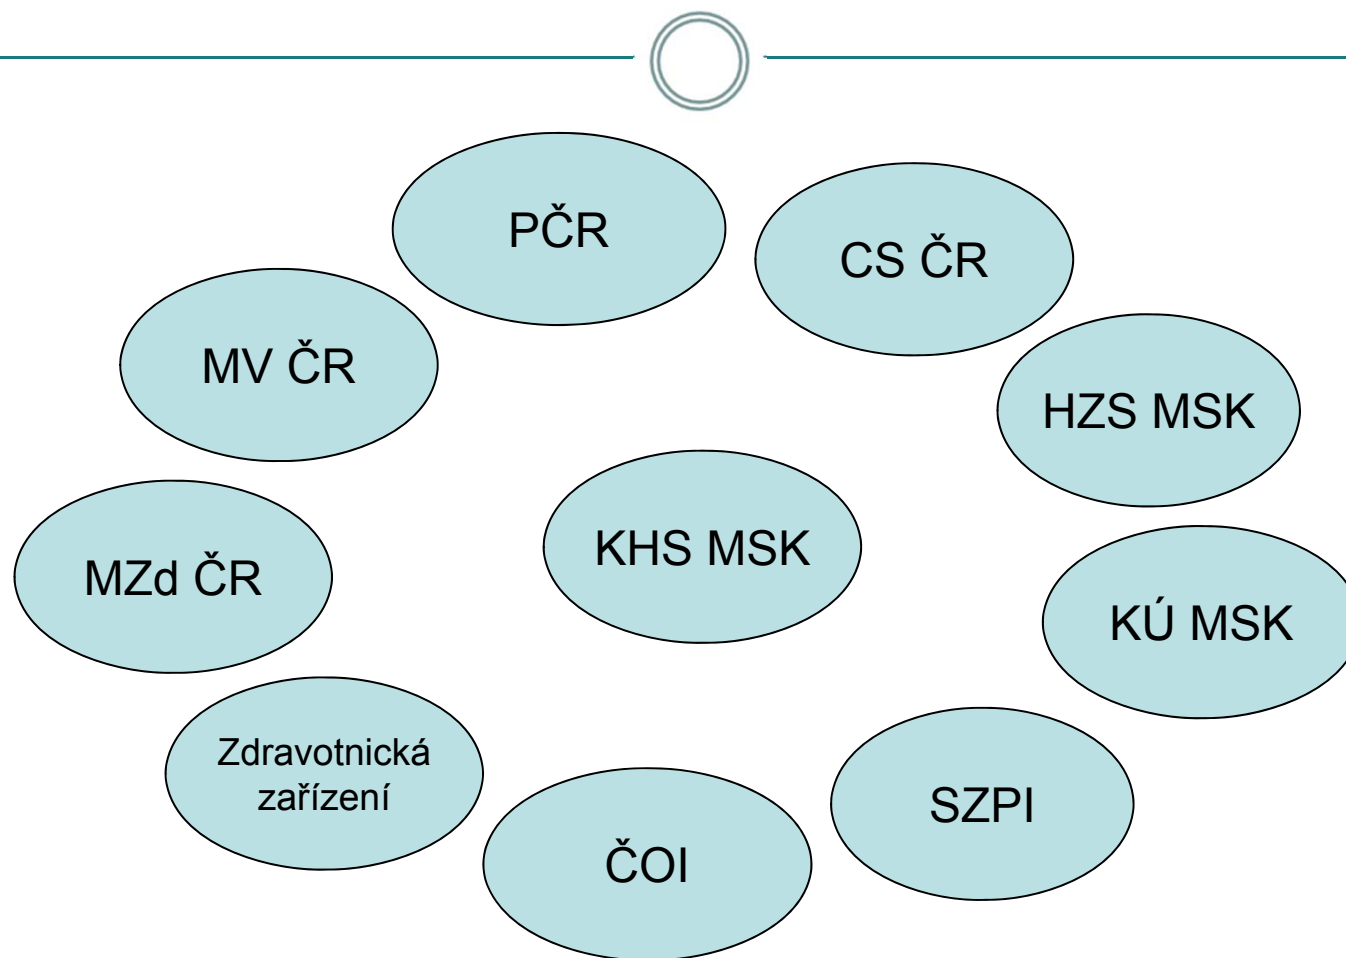 PČR
CS ČR
MV ČR
HZS MSK
KHS MSK
MZd ČR
KÚ MSK
Zdravotnická
zařízení
SZPI
ČOI